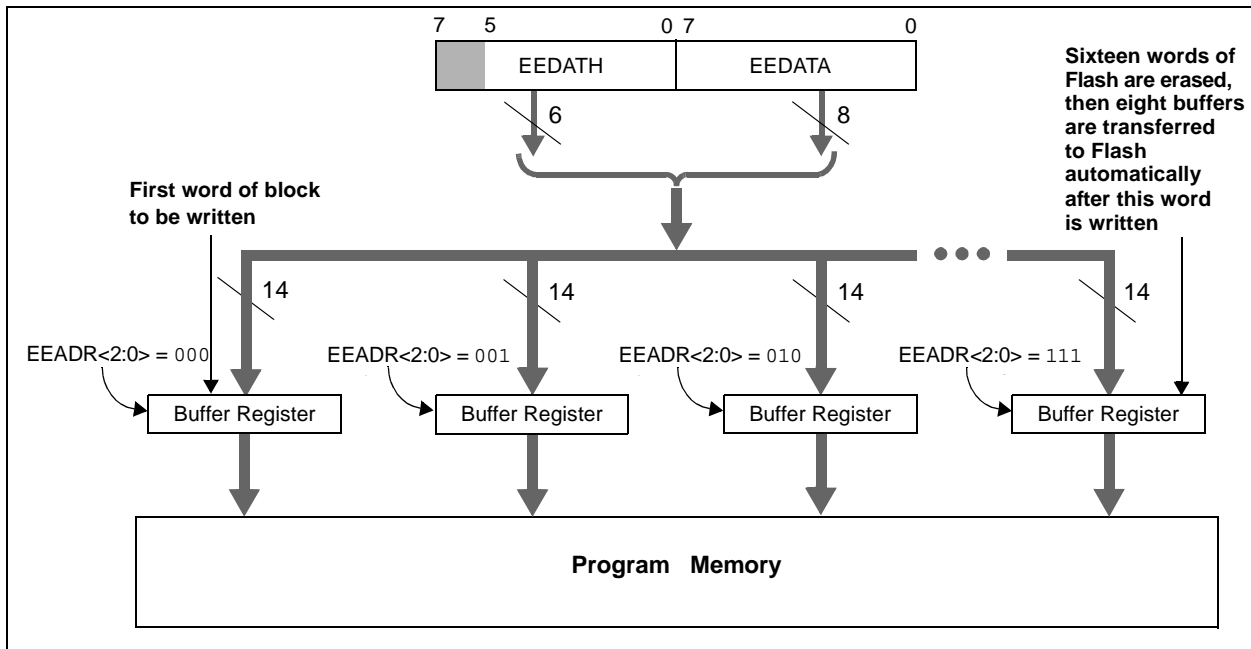 7 5 0 7 0
EEDATH EEDATA
6 8
Sixteen words of
Flash are erased,
then eight buffers
are transferred
to Flash
automatically
after this word
is written
First word of block
to be written
14 14 14 14
EEADR<2:0> = 000 EEADR<2:0> = 001 EEADR<2:0> = 010 EEADR<2:0> = 111
Buffer Register Buffer Register Buffer Register Buffer Register
Program Memory